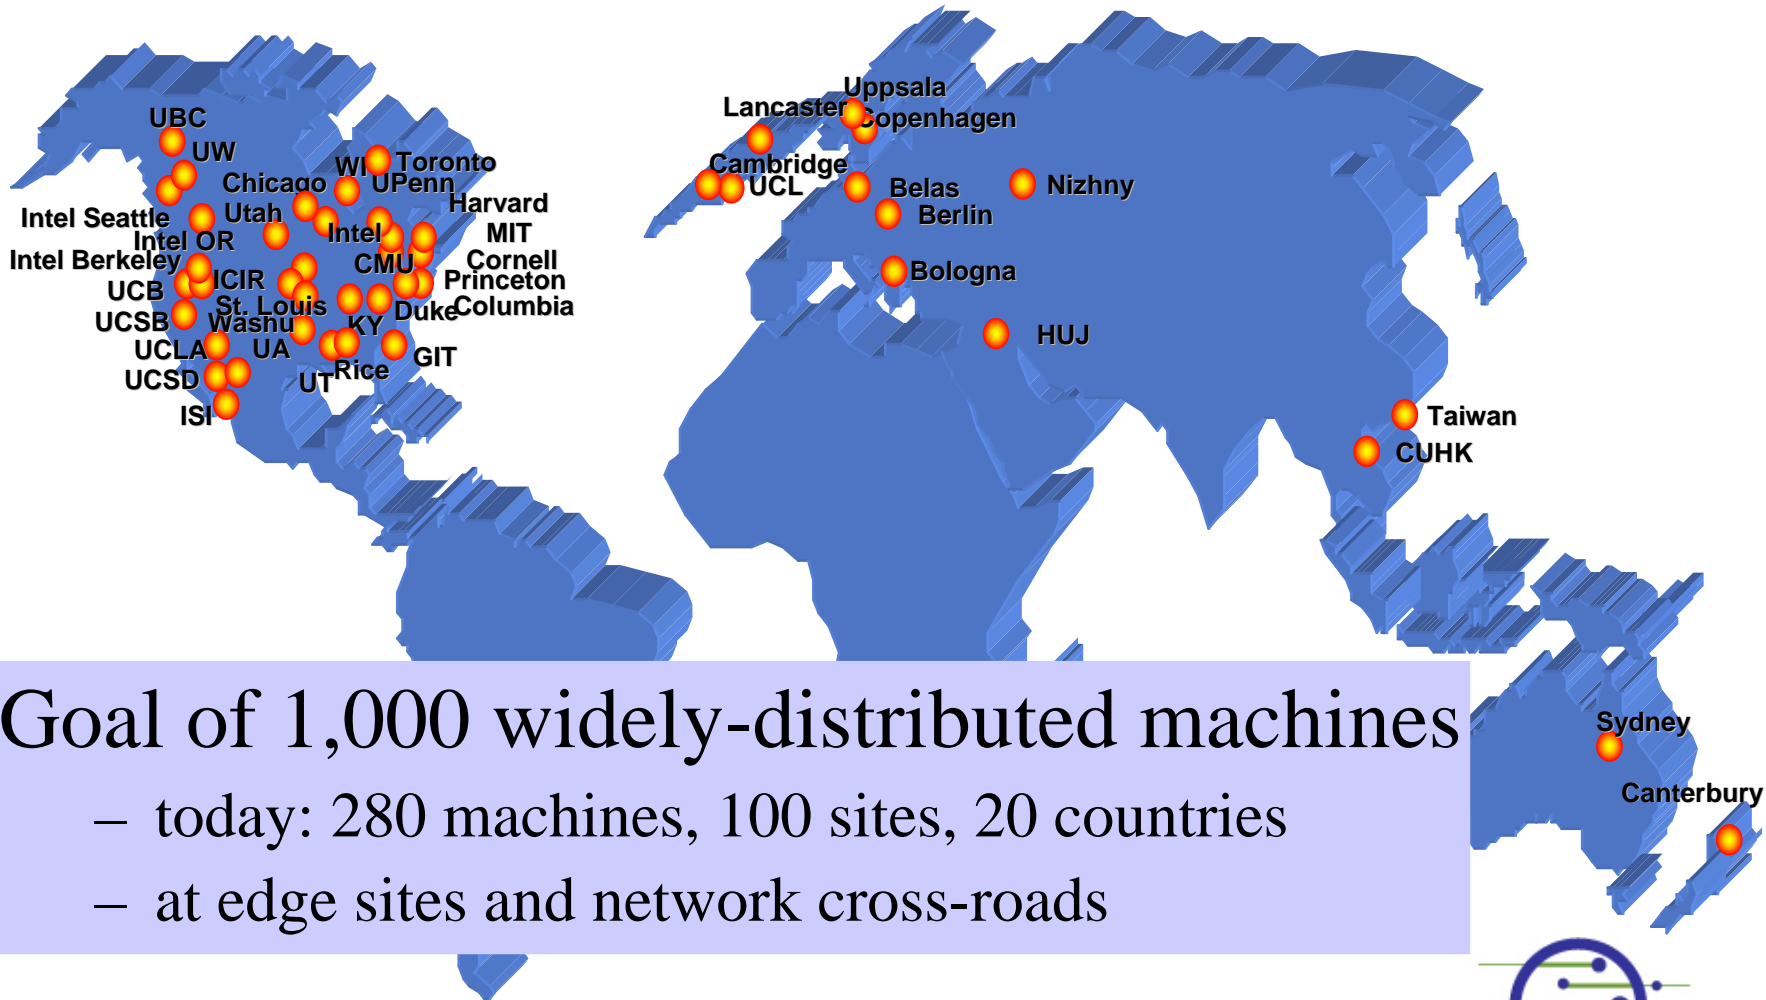 Uppsala
Lancaster
Copenhagen
UBC
UW
WI
Toronto
Cambridge
Chicago
UPenn
UCL
Belas
Nizhny
Harvard
Intel Seattle
Utah
Berlin
Intel OR
Intel
MIT
Intel Berkeley
CMU
Cornell
ICIR
Princeton
Bologna
UCB
St. Louis
Duke
Columbia
UCSB
Washu
KY
HUJ
UCLA
UA
GIT
UCSD
UT
Rice
ISI
Taiwan
CUHK
Goal of 1,000 widely-distributed machines
– today: 280 machines, 100 sites, 20 countries
– at edge sites and network cross-roads
Sydney
Canterbury